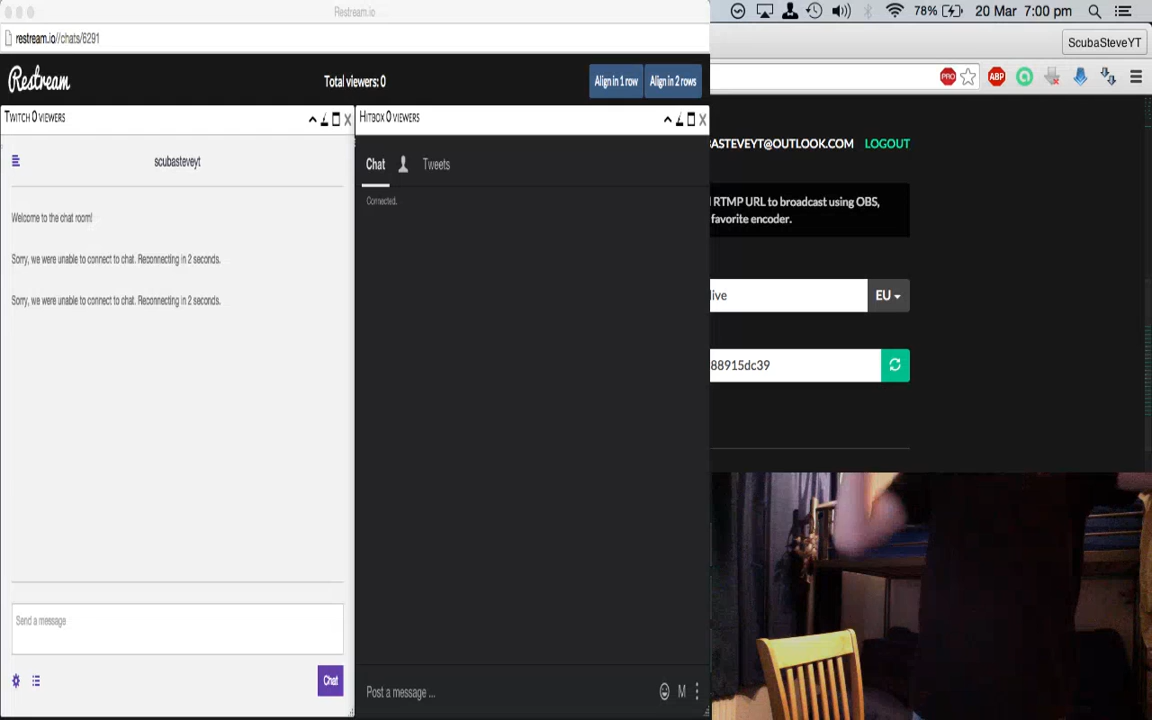 Restream.io
restream.io//chats/6291
Restream
Total viewers: 0
Align in 1 row
Align in 2 rows
TWITCH 0 VIEWERS
HITBOX 0 VIEWERS
scubasteveyt
Welcome to the chat room!
Sorry, we were unable to connect to chat. Reconnecting in 2 seconds.
Sorry, we were unable to connect to chat. Reconnecting in 2 seconds.
Send a message
Chat
Chat
Tweets
Connected.
Post a message ...
M
78%
20 Mar 7:00 pm
ScubaSteveYT
PRO
ABP
BASTEVEYT@OUTLOOK.COM LOGOUT
RTMP URL to broadcast using OBS,
favorite encoder.
live
EU
88915dc39